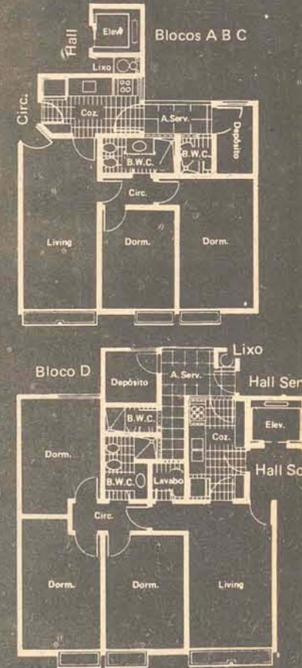 Blocos A B C
Hall
Elev.
Lixo
Circ.
Coz.
A. Serv.
B.W.C.
B.W.C.
Depósito
Circ.
Living
Dorm.
Dorm.
Bloco D
Lixo
Depósito
A. Serv.
Hall Ser
B.W.C.
Coz.
Elev.
Dorm.
B.W.C.
Lavabo
Hall So
Circ.
Dorm.
Dorm.
Living